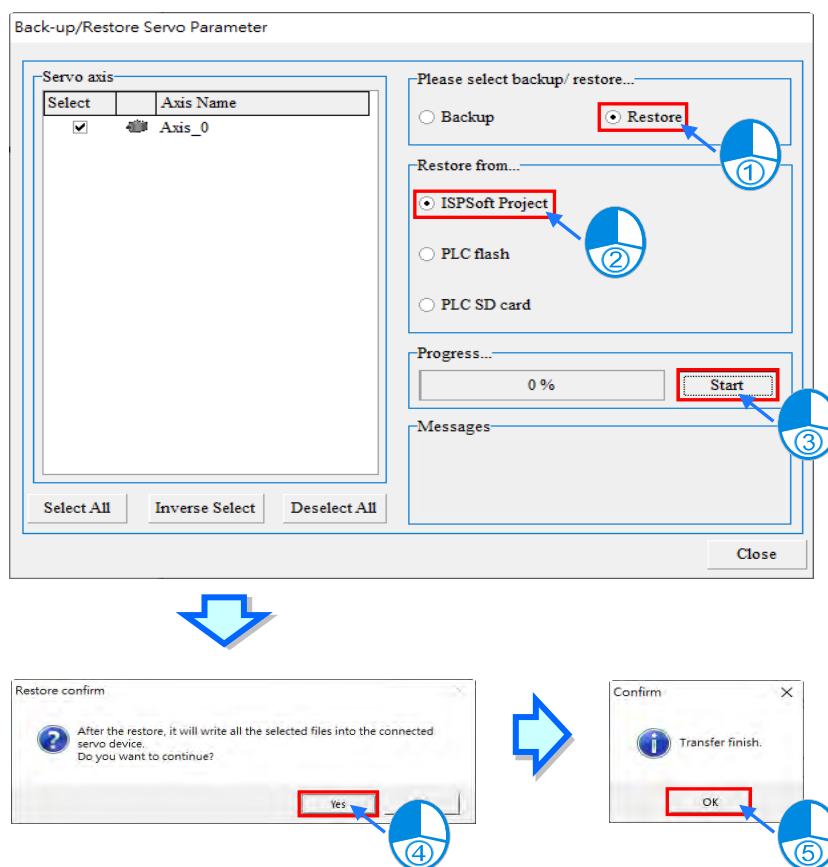 Back-up/Restore Servo Parameter
Servo axis
Select Axis Name
Axis_0
Select All Inverse Select Deselect All
Please select backup/ restore...
Backup Restore
①
Restore from...
ISPSoft Project
②
PLC flash
PLC SD card
Progress...
0 % Start
③
Messages
Close
Restore confirm
After the restore, it will write all the selected files into the connected
servo device.
Do you want to continue?
Yes
④
Confirm
Transfer finish.
OK
⑤